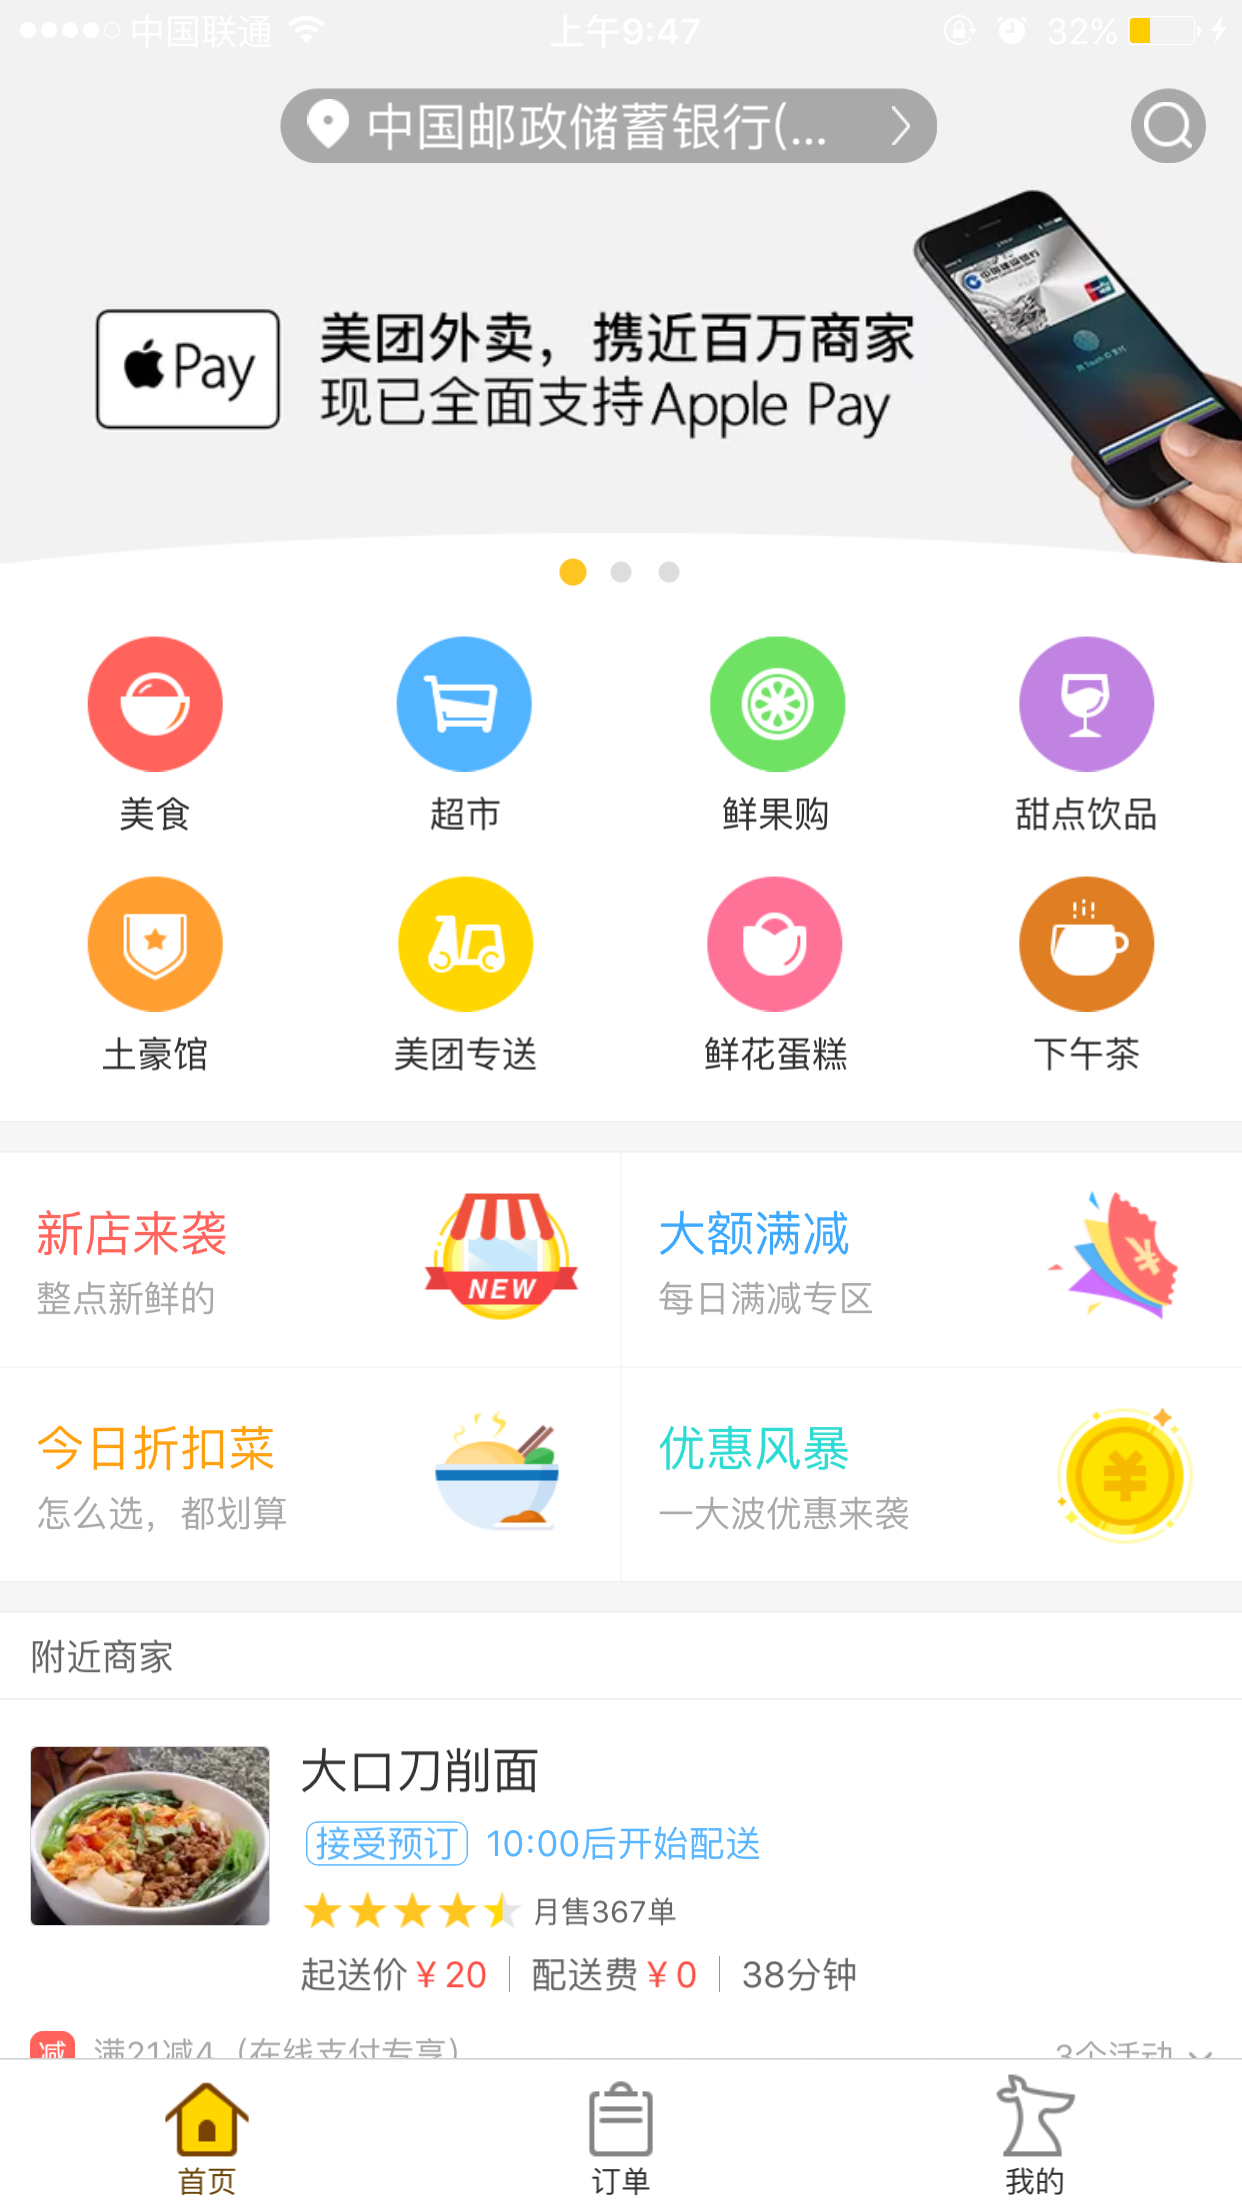 中国联通 上午9:47 32%
中国邮政储蓄银行(...
Pay
美团外卖，携近百万商家
现已全面支持Apple Pay
中国建设银行
美食 超市 鲜果购 甜点饮品
土豪馆 美团专送 鲜花蛋糕 下午茶
新店来袭
整点新鲜的
NEW
大额满减
每日满减专区
今日折扣菜
怎么选，都划算
优惠风暴
一大波优惠来袭
附近商家
大口刀削面
接受预订 10:00后开始配送
月售367单
起送价¥20 配送费¥0 38分钟
减 满21减4（在线支付专享） 3个活动
首页 订单 我的